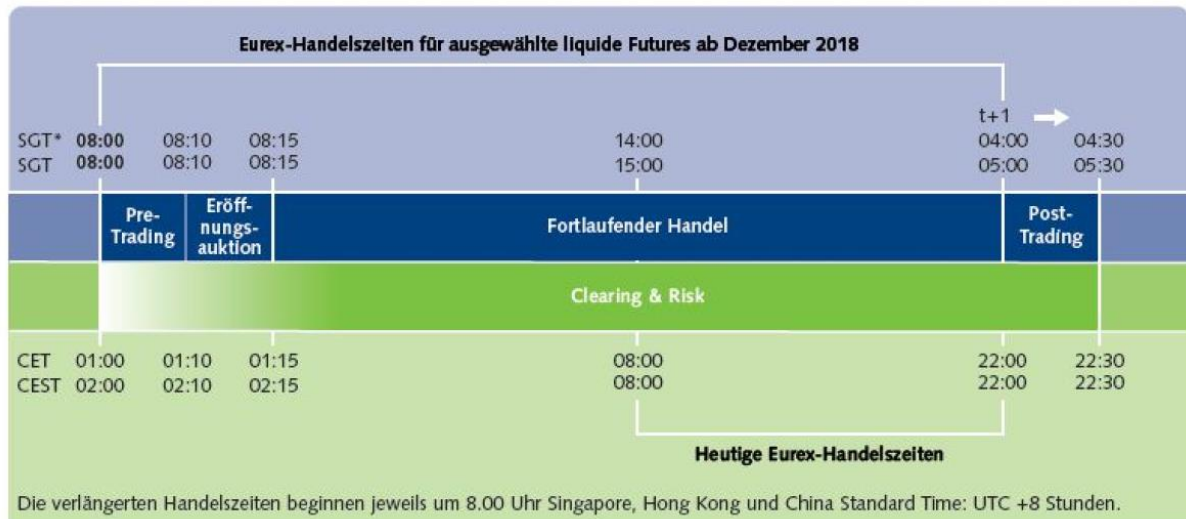 Eurex-Handelszeiten für ausgewählte liquide Futures ab Dezember 2018
t+1
SGT* 08:00 08:10 08:15 14:00 04:00 04:30
SGT 08:00 08:10 08:15 15:00 05:00 05:30
Pre-
Trading
Eröff-
nungs-
auktion
Fortlaufender Handel
Post-
Trading
Clearing & Risk
CET 01:00 01:10 01:15 08:00 22:00 22:30
CEST 02:00 02:10 02:15 08:00 22:00 22:30
Heutige Eurex-Handelszeiten
Die verlängerten Handelszeiten beginnen jeweils um 8.00 Uhr Singapore, Hong Kong und China Standard Time: UTC +8 Stunden.